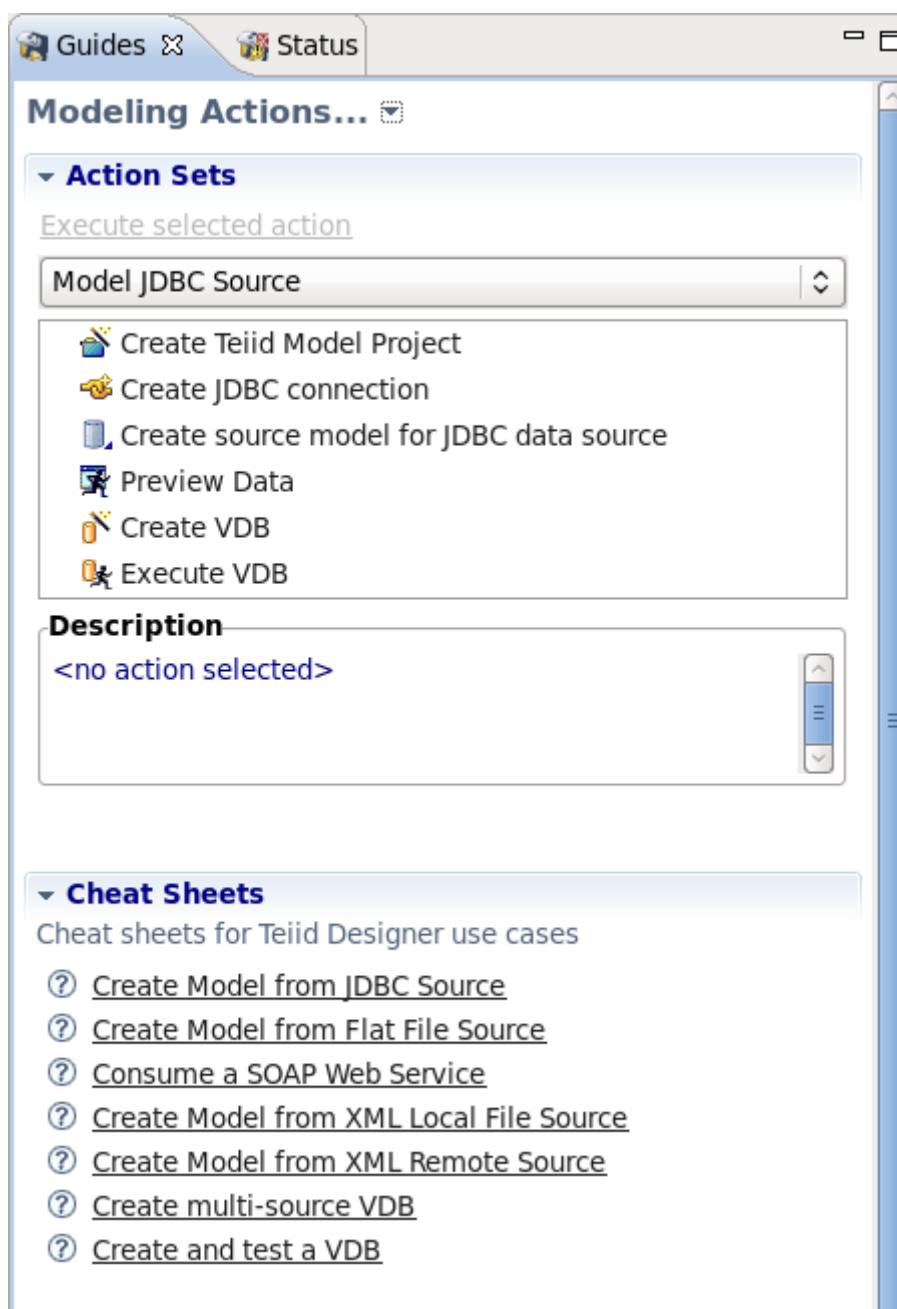 Guides Status
Modeling Actions...
Action Sets
Execute selected action
Model JDBC Source
Create Teiid Model Project
Create JDBC connection
Create source model for JDBC data source
Preview Data
Create VDB
Execute VDB
Description
<no action selected>
Cheat Sheets
Cheat sheets for Teiid Designer use cases
Create Model from JDBC Source
Create Model from Flat File Source
Consume a SOAP Web Service
Create Model from XML Local File Source
Create Model from XML Remote Source
Create multi-source VDB
Create and test a VDB